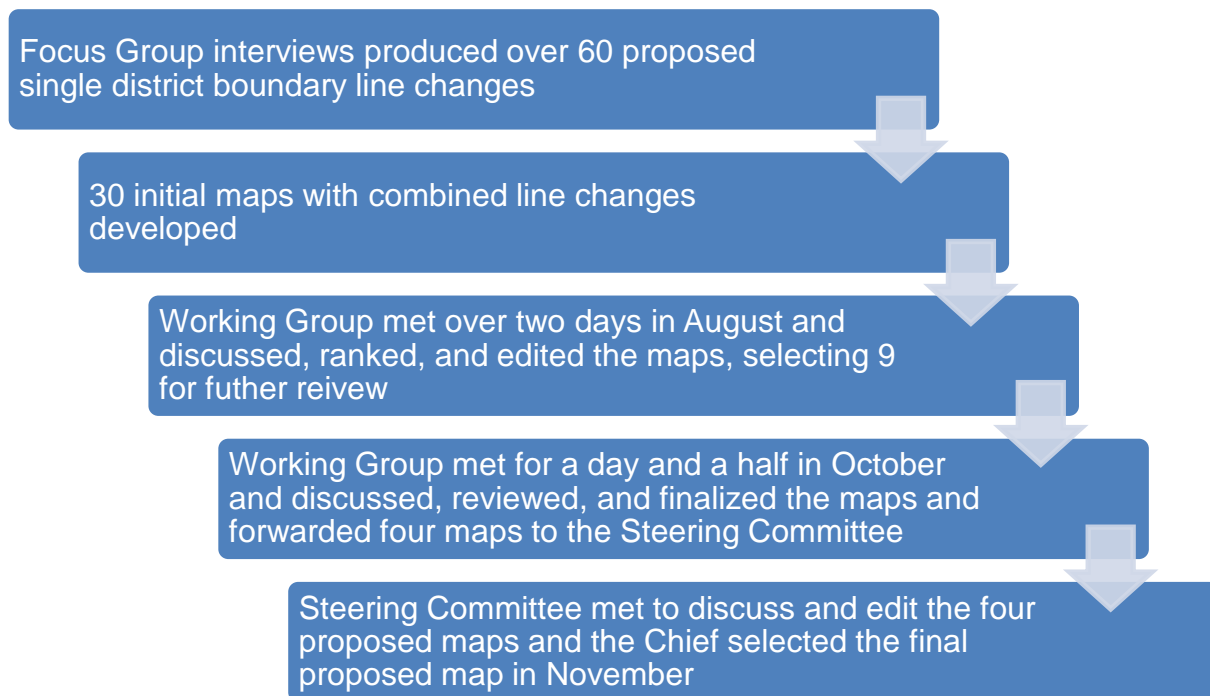 Focus Group interviews produced over 60 proposed
single district boundary line changes
30 initial maps with combined line changes
developed
Working Group met over two days in August and
discussed, ranked, and edited the maps, selecting 9
for futher reivew
Working Group met for a day and a half in October
and discussed, reviewed, and finalized the maps and
forwarded four maps to the Steering Committee
Steering Committee met to discuss and edit the four
proposed maps and the Chief selected the final
proposed map in November